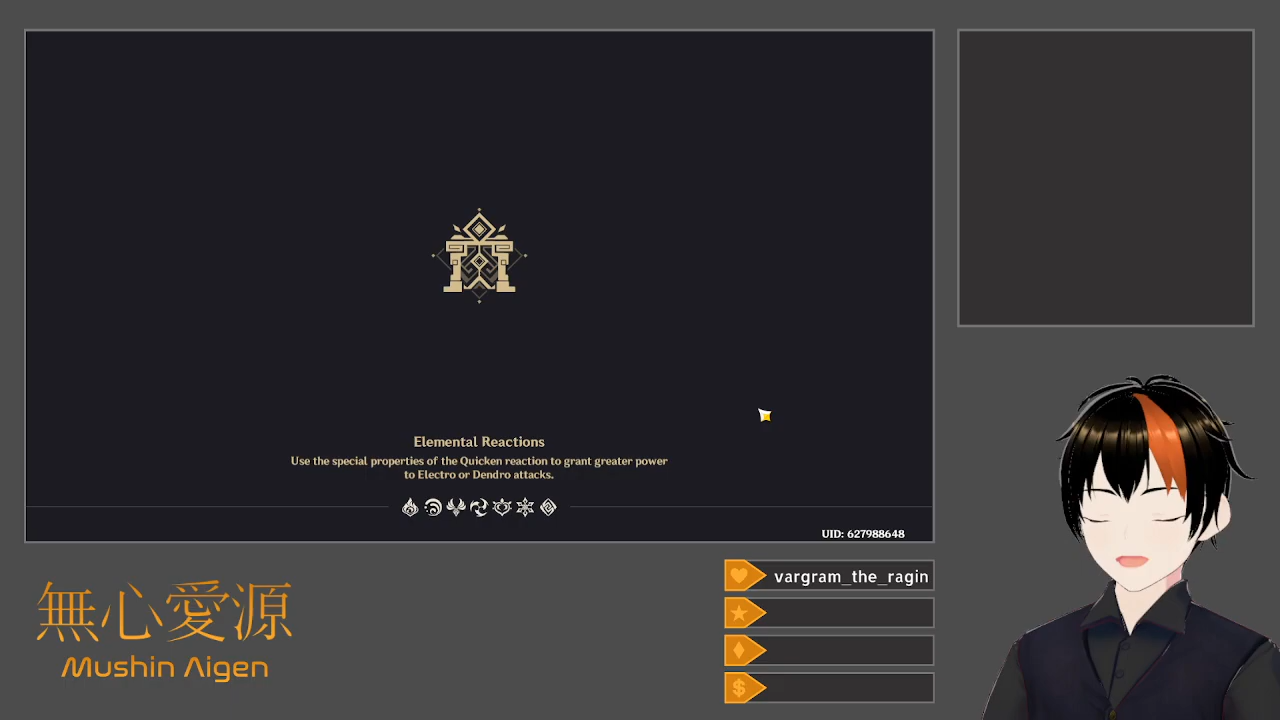 Elemental Reactions
Use the special properties of the Quicken reaction to grant greater power
to Electro or Dendro attacks.
UID: 627988648
無心愛源
Mushin Aigen
vargram_the_ragin
$